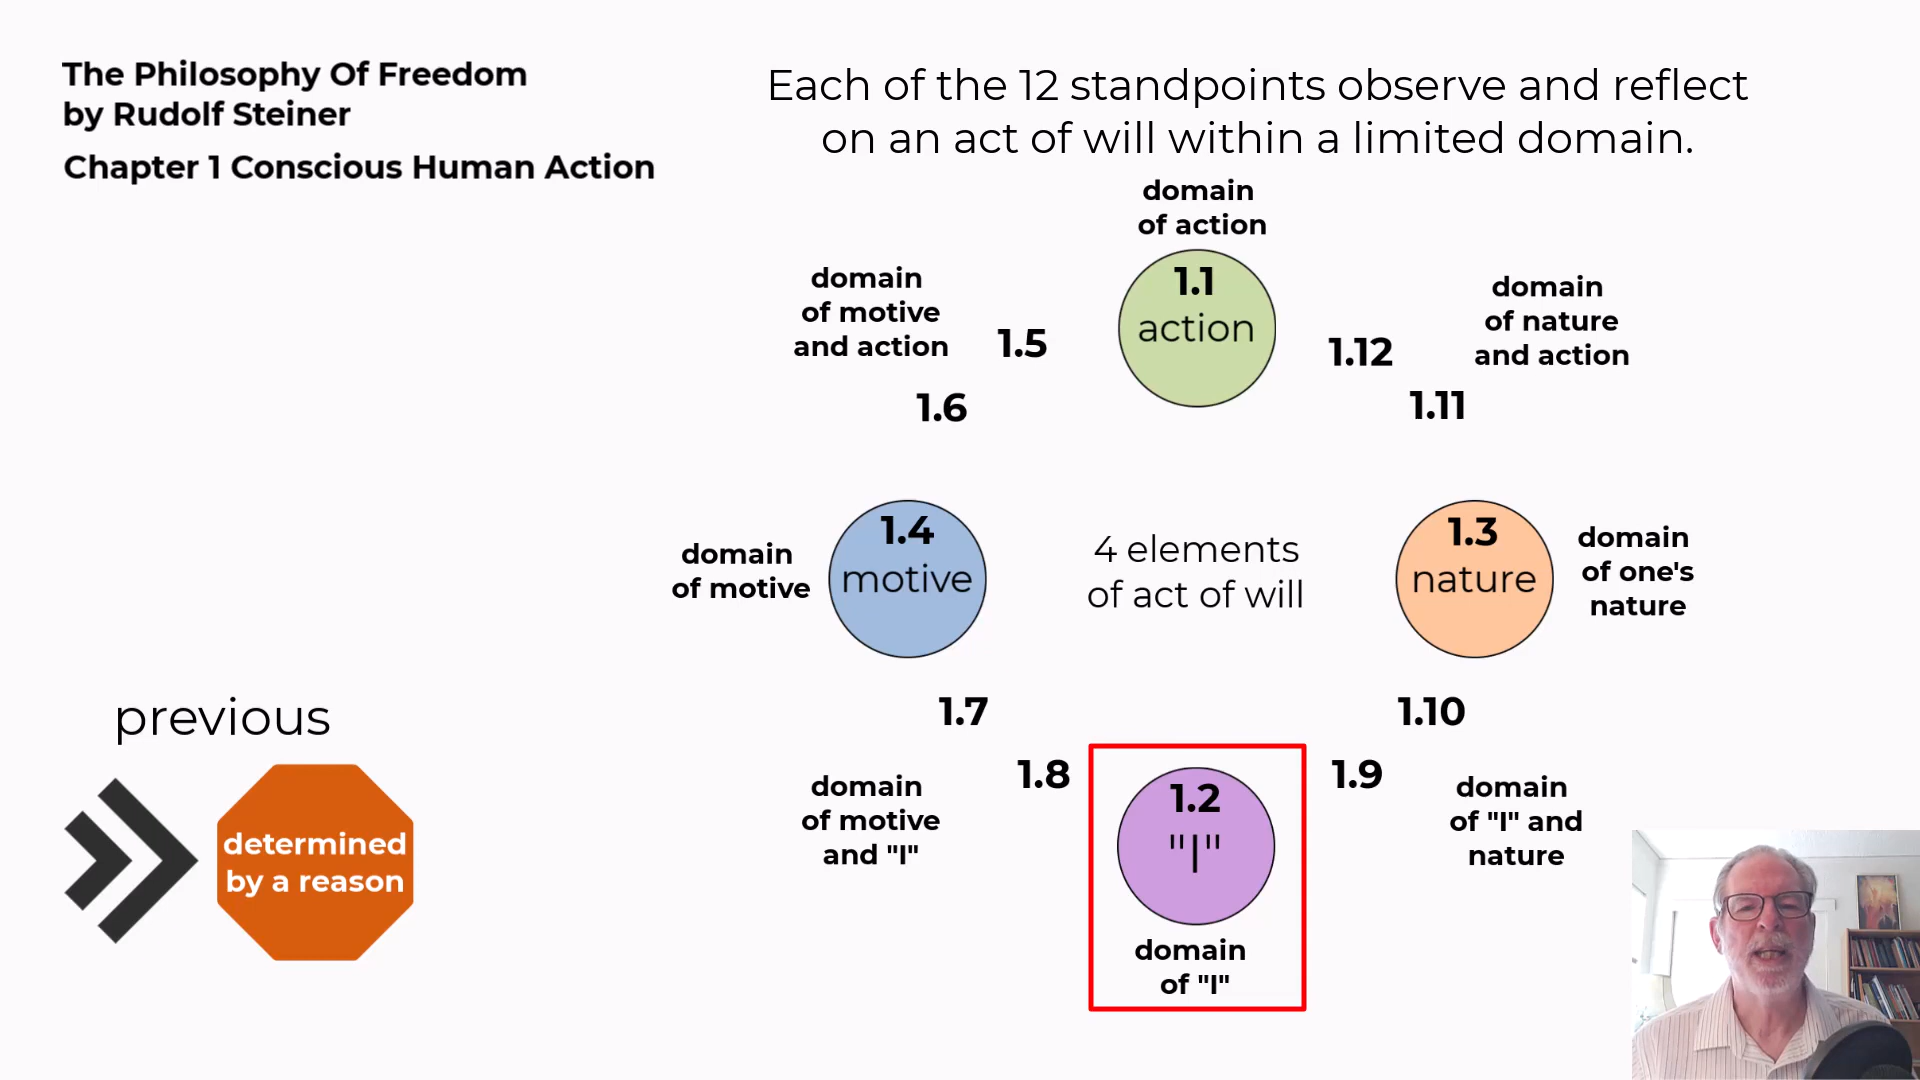 The Philosophy Of Freedom
by Rudolf Steiner
Chapter 1 Conscious Human Action
Each of the 12 standpoints observe and reflect
on an act of will within a limited domain.
domain
of action
1.1
action
domain
of motive
and action
1.5
1.6
1.12
1.11
domain
of nature
and action
domain
of motive
1.4
motive
4 elements
of act of will
1.3
nature
domain
of one's
nature
previous
determined
by a reason
1.7
1.8
domain
of motive
and "I"
1.2
"I"
domain
of "I"
1.10
1.9
domain
of "I" and
nature